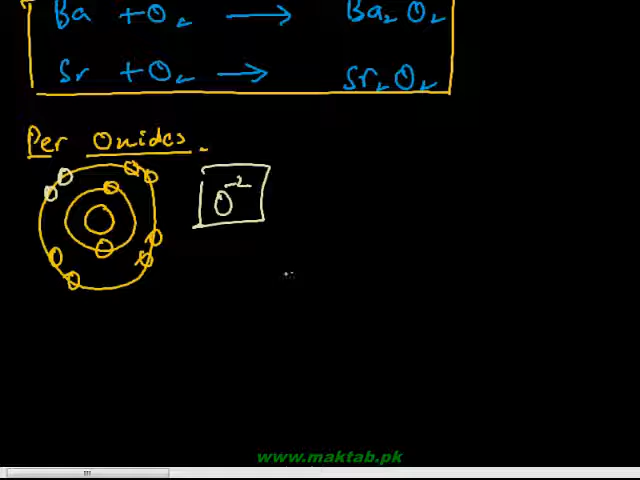 Ba + O₂ → Ba₂O₂
Sr + O₂ → Sr₂O₂
Per Oxides.
O⁻²
www.maktab.pk